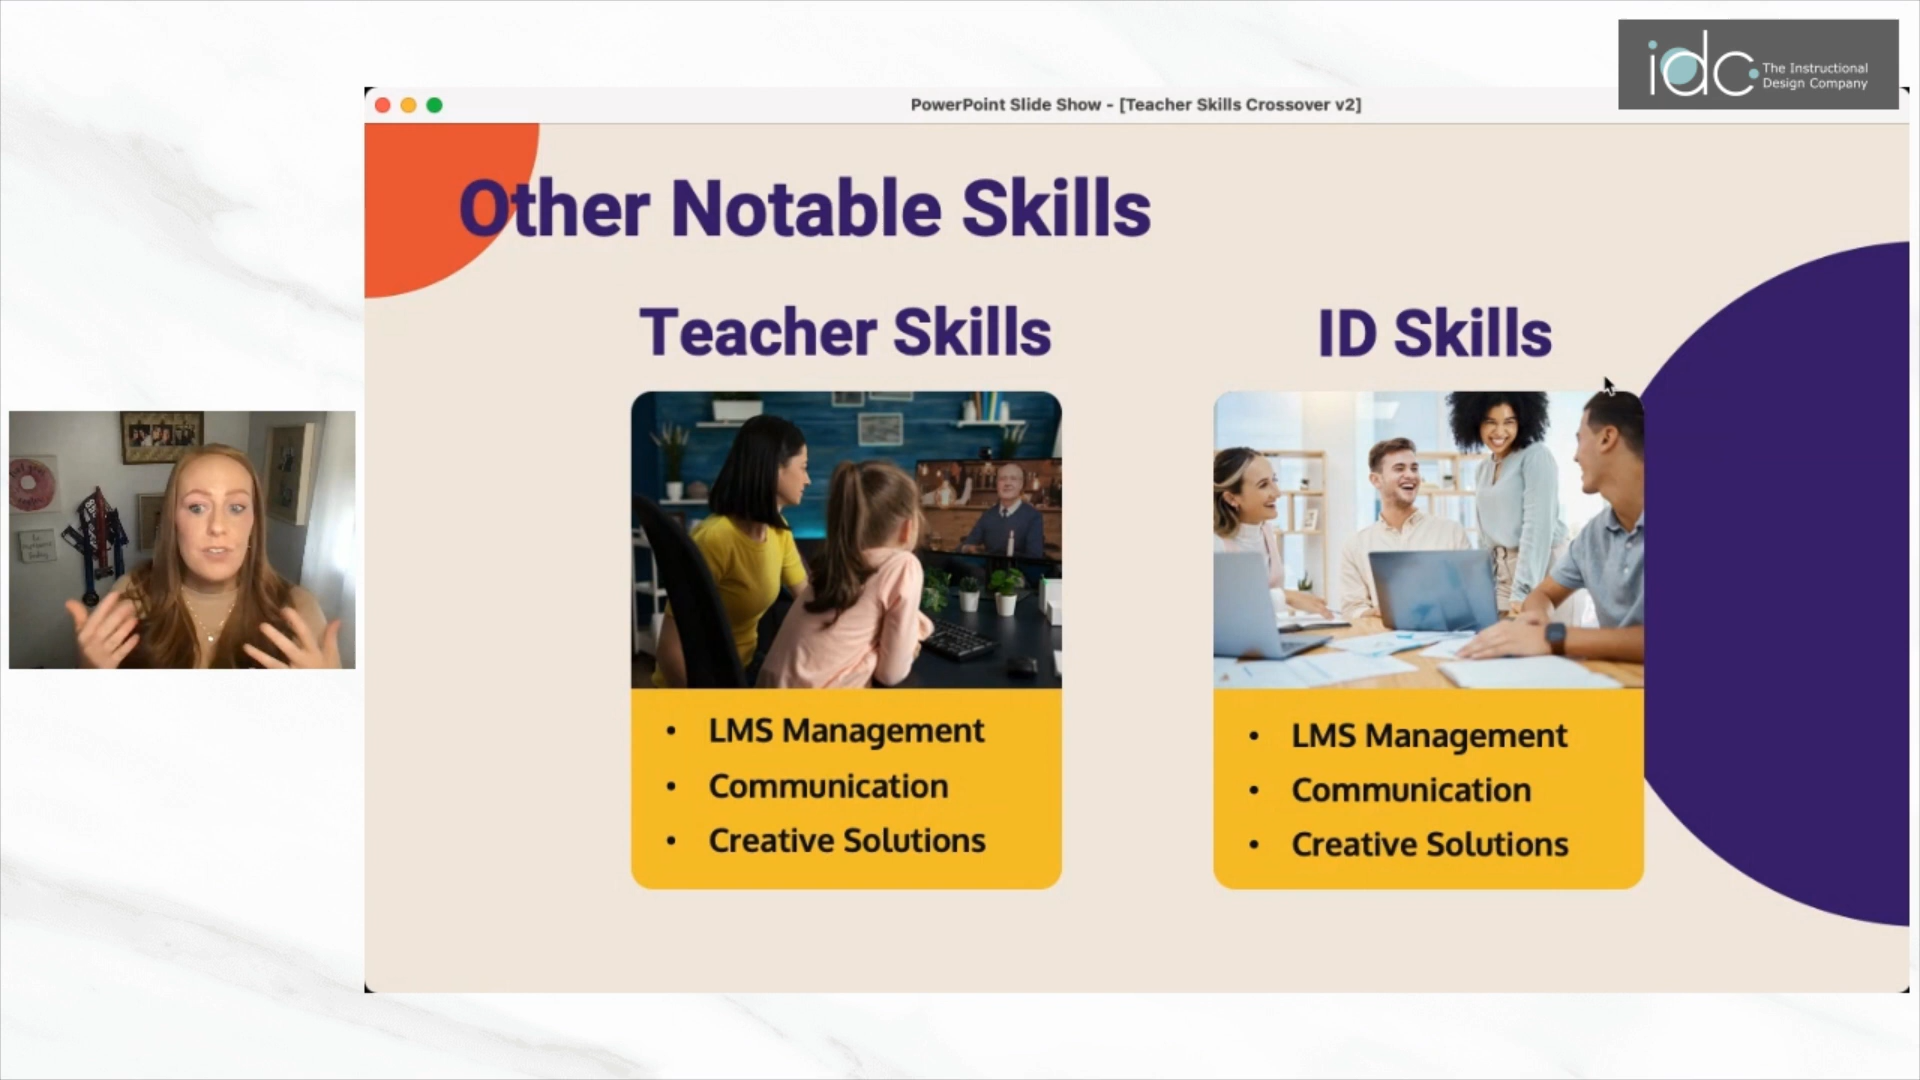 idc The Instructional
Design Company
PowerPoint Slide Show - [Teacher Skills Crossover v2]
Other Notable Skills
Teacher Skills
ID Skills
• LMS Management
• Communication
• Creative Solutions
• LMS Management
• Communication
• Creative Solutions